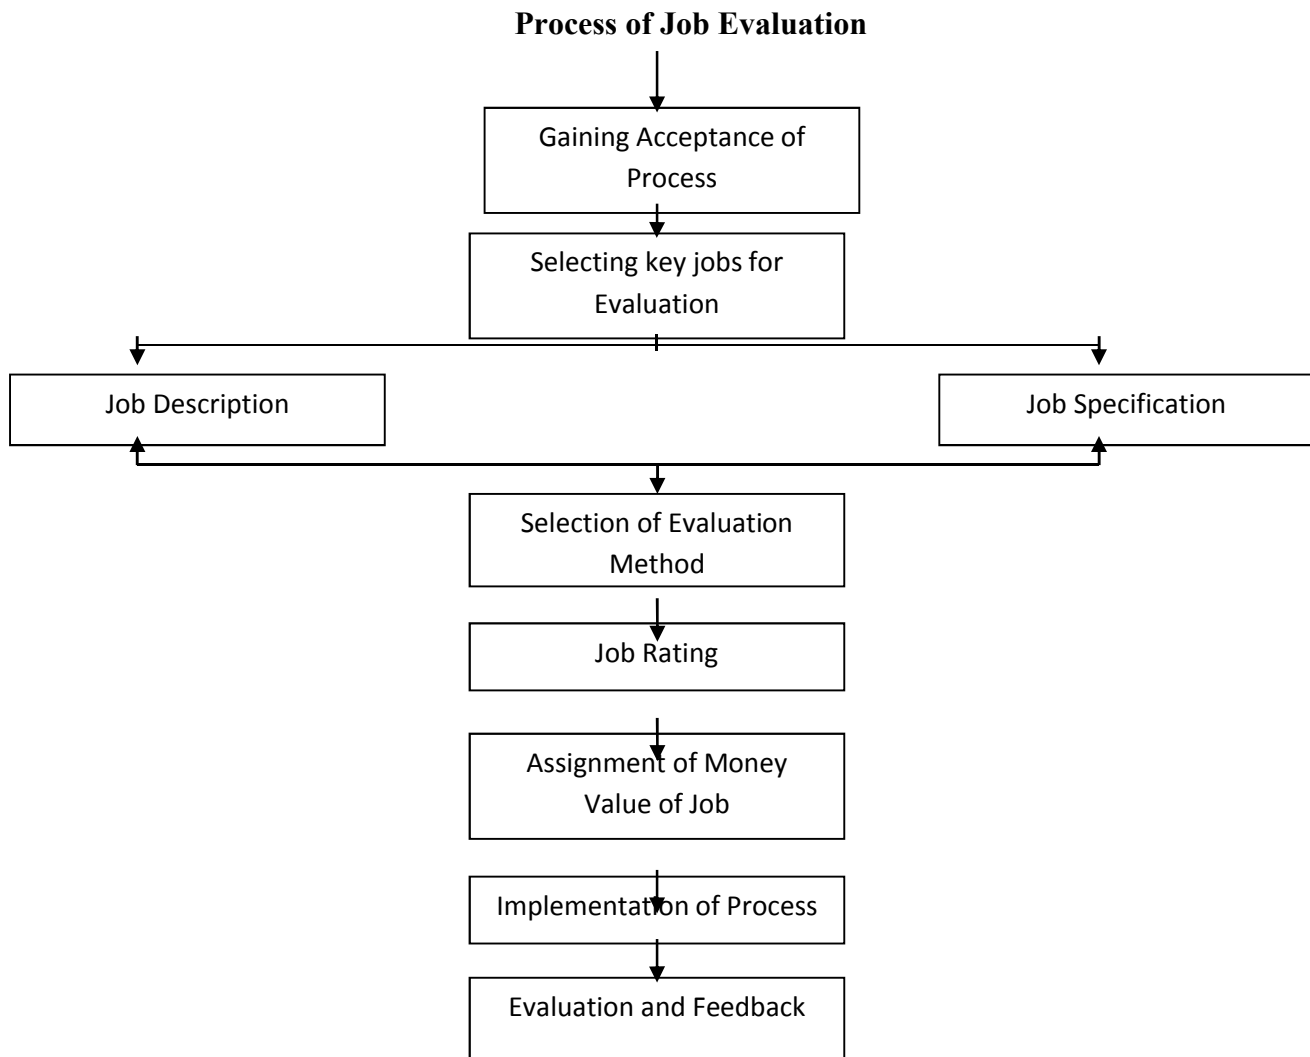 Process of Job Evaluation
Gaining Acceptance of
Process
Selecting key jobs for
Evaluation
Job Description
Job Specification
Selection of Evaluation
Method
Job Rating
Assignment of Money
Value of Job
Implementation of Process
Evaluation and Feedback